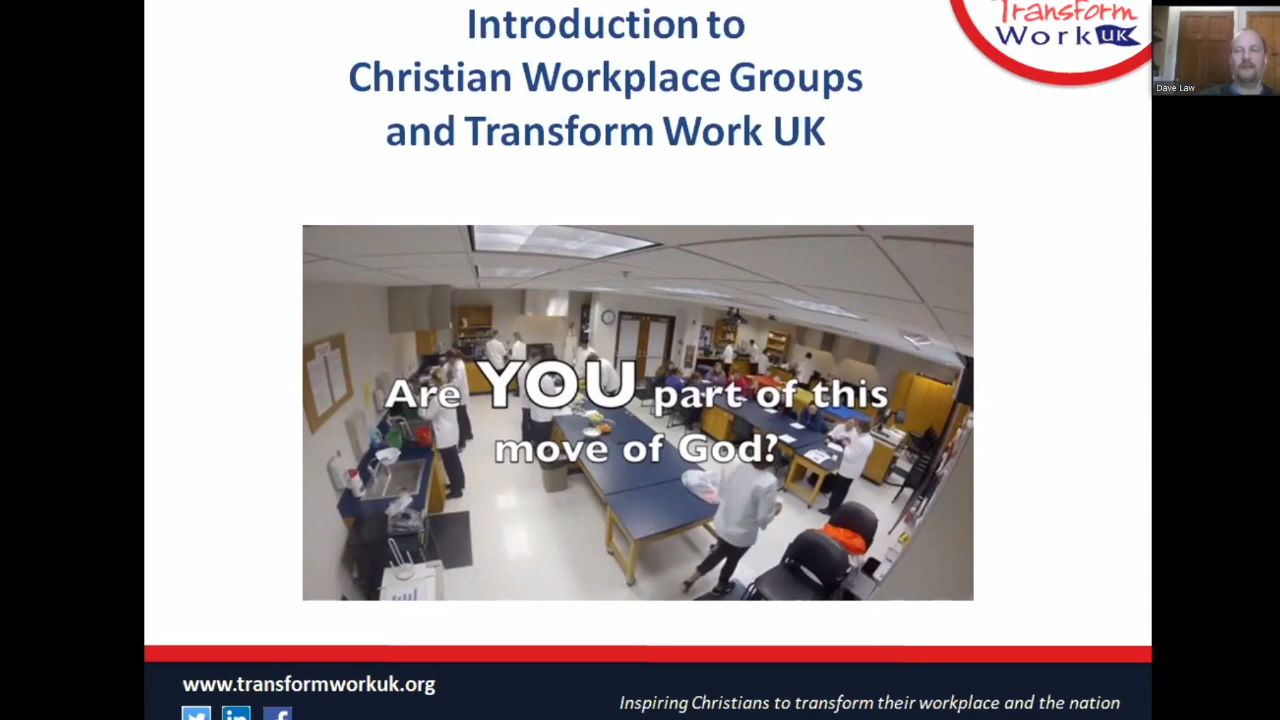 Introduction to
Christian Workplace Groups
and Transform Work UK
Transform
Work UK
Dave Law
Are YOU part of this
move of God?
www.transformworkuk.org
Inspiring Christians to transform their workplace and the nation